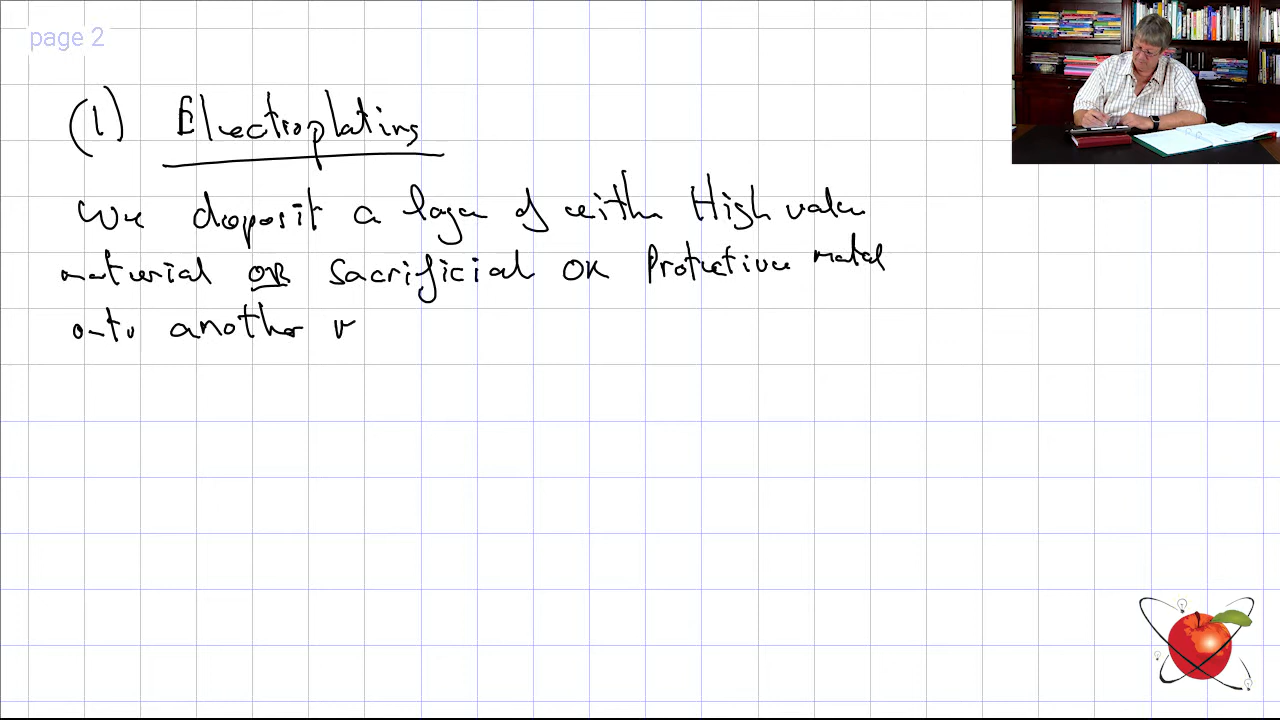 page 2
(1) Electroplating
We deposit a layer of either High value
material OR Sacrificial OR Protective metal
onto another